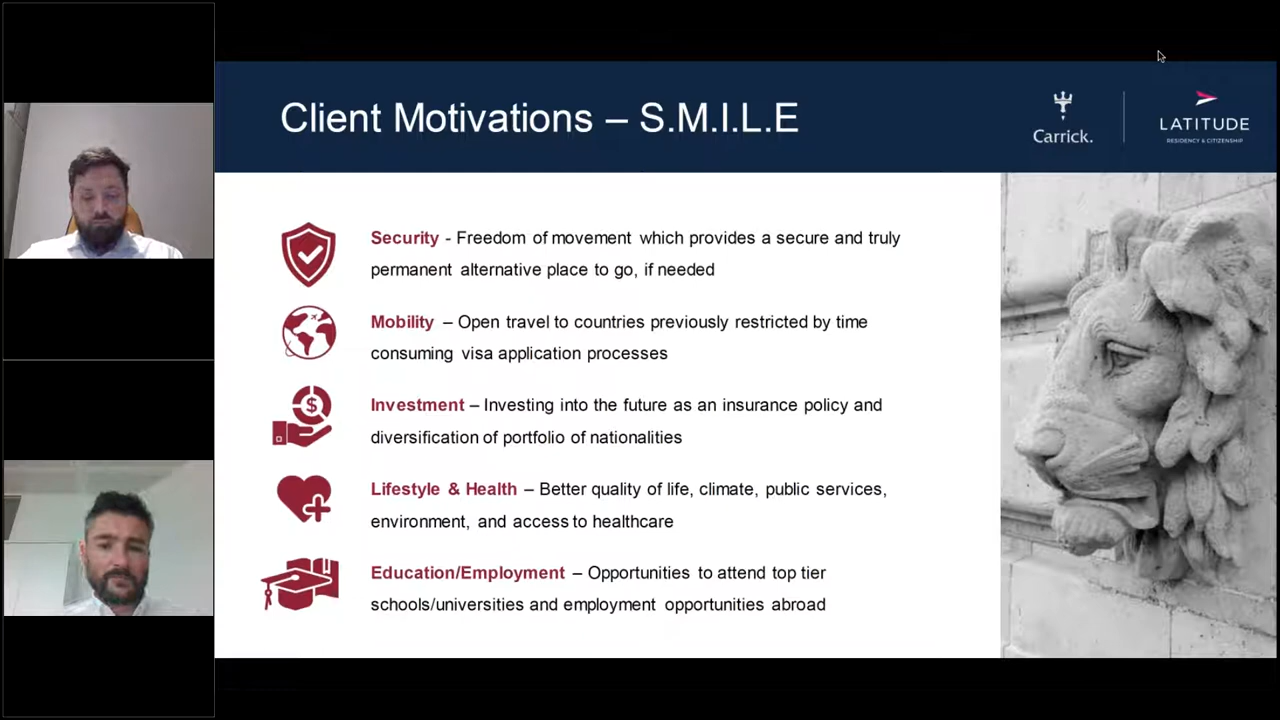 Client Motivations – S.M.I.L.E
Carrick.
LATITUDE
RESIDENCY & CITIZENSHIP
Security - Freedom of movement which provides a secure and truly
permanent alternative place to go, if needed
Mobility – Open travel to countries previously restricted by time
consuming visa application processes
$
Investment – Investing into the future as an insurance policy and
diversification of portfolio of nationalities
Lifestyle & Health – Better quality of life, climate, public services,
environment, and access to healthcare
Education/Employment – Opportunities to attend top tier
schools/universities and employment opportunities abroad